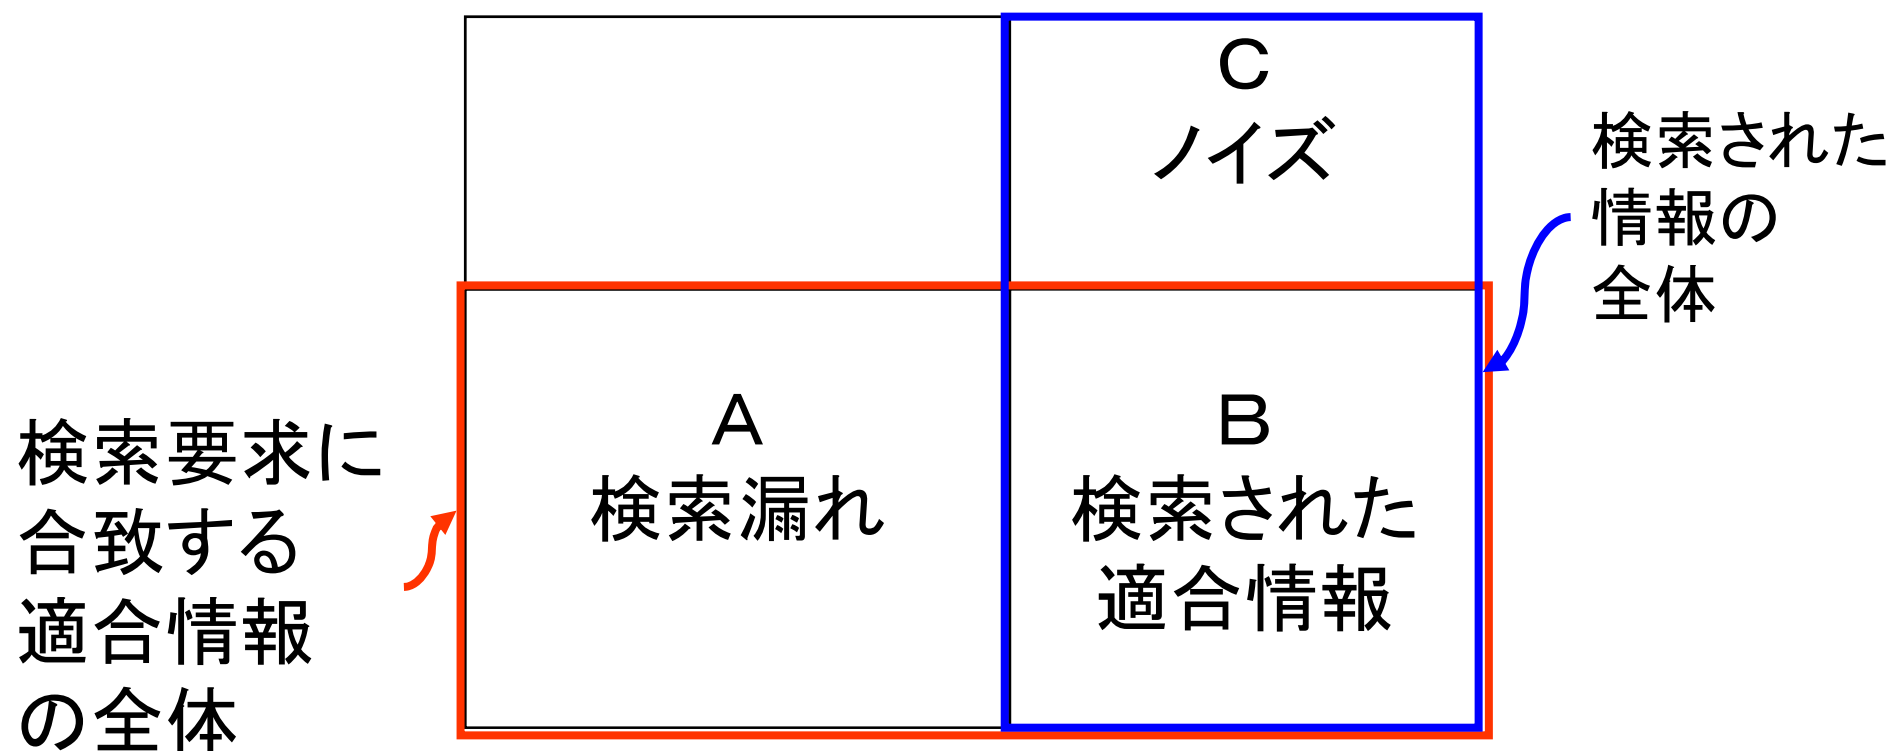 C
ノイズ
検索された
情報の
全体
A
検索漏れ
B
検索された
適合情報
検索要求に
合致する
適合情報
の全体